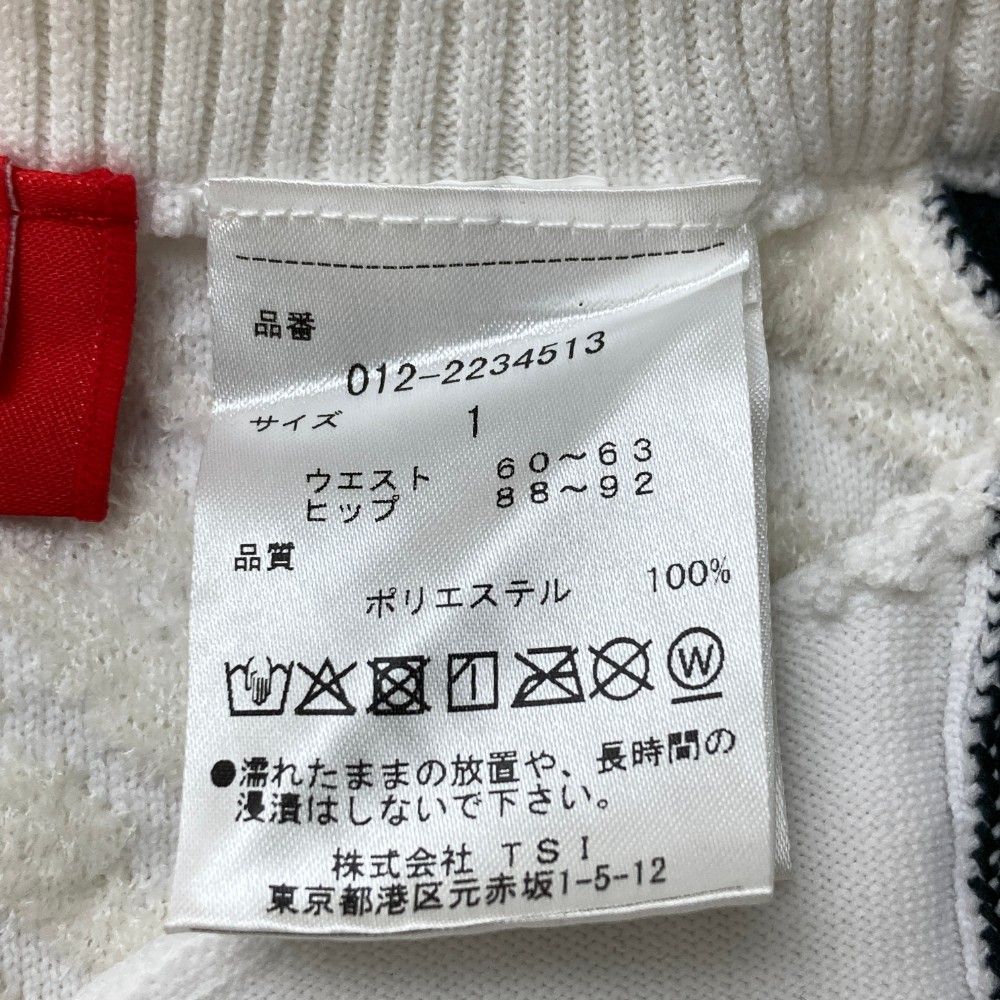 品番
012-2234513
サイズ 1
ウエスト 60～63
ヒップ 88～92
品質
ポリエステル 100%
W
●濡れたままの放置や、長時間の
浸漬はしないで下さい。
株式会社 TSI
東京都港区元赤坂1-5-12